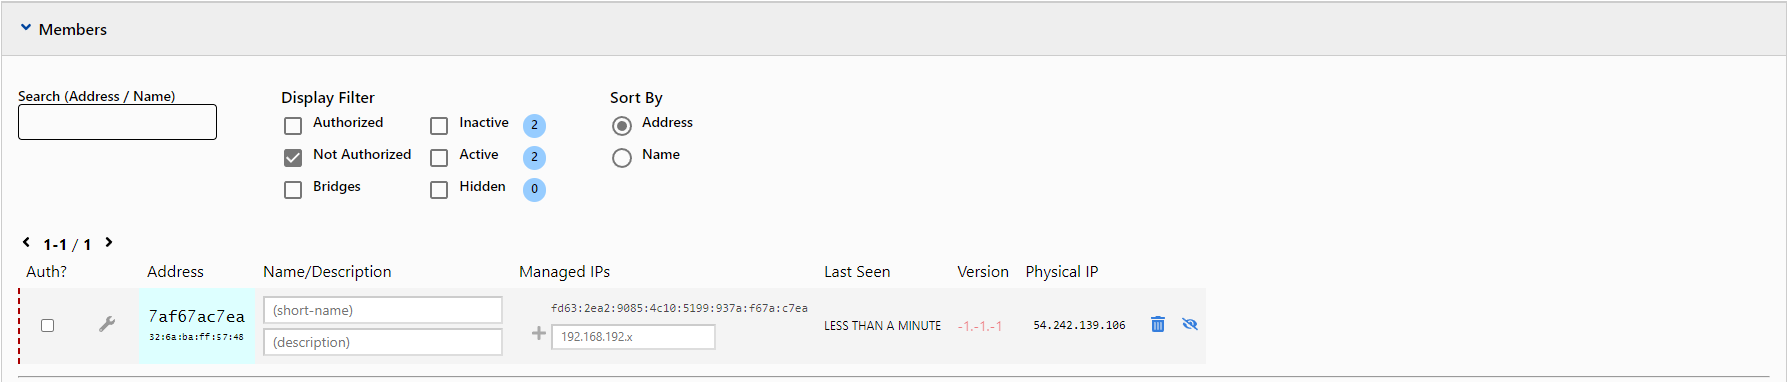 Members
Search (Address / Name)
Display Filter
Authorized
Inactive 2
Not Authorized
Active 2
Bridges
Hidden 0
Sort By
Address
Name
1-1 / 1
Auth? Address Name/Description Managed IPs Last Seen Version Physical IP
7af67ac7ea
32:6a:ba:ff:57:48
(short-name)
(description)
fd63:2ea2:9085:4c10:5199:937a:f67a:c7ea
192.168.192.x
LESS THAN A MINUTE
-1.-1.-1
54.242.139.106